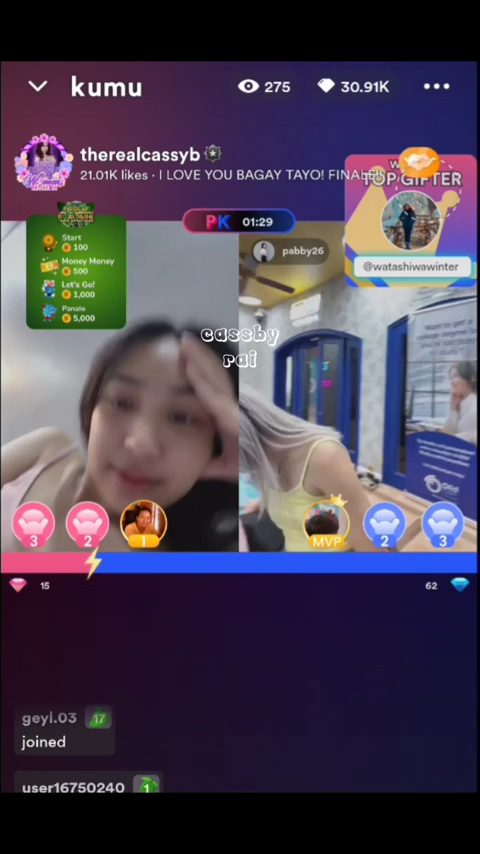 kumu
275
30.91K
therealcassyb
21.01K likes · I LOVE YOU BAGAY TAYO! FINALE!!
TOP GIFTER
@watashiwawinter
PK 01:29
CASH
Start
100
Money Money
500
Let's Go!
1,000
Panalo
5,000
pabby26
cassby
rai
3
2
1
MVP
2
3
15
62
geyl.03 17
joined
user16750240 1